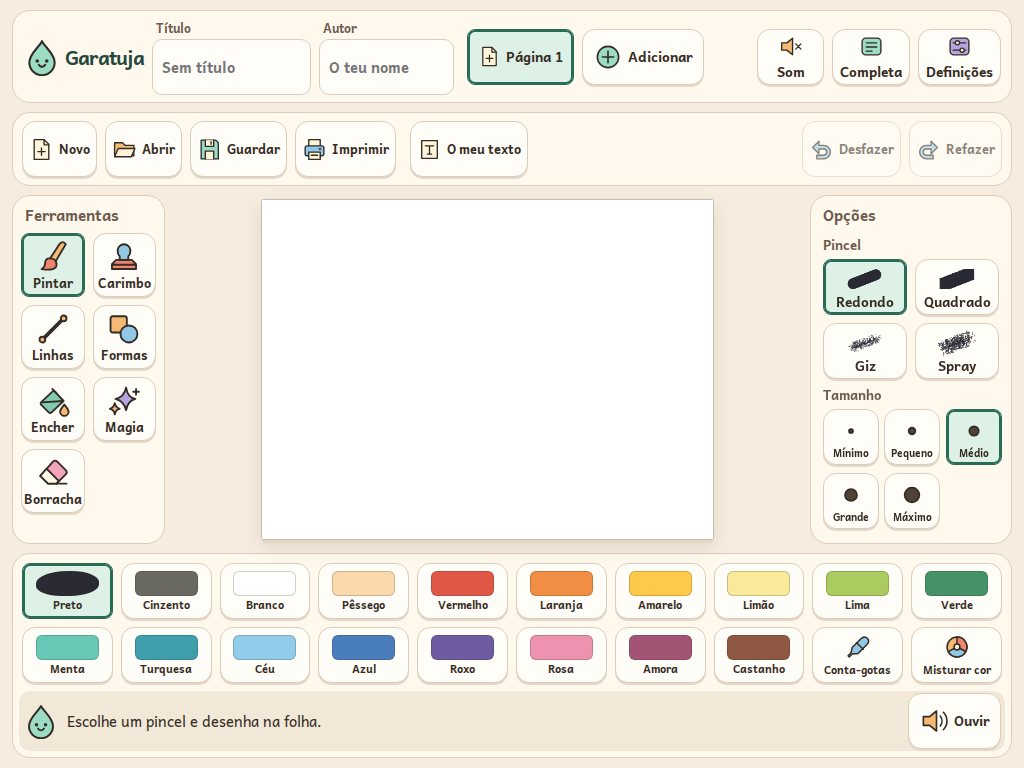 Garatuja
Título
Sem título
Autor
O teu nome
Página 1
Adicionar
Som
Completa
Definições
Novo
Abrir
Guardar
Imprimir
O meu texto
Desfazer
Refazer
Ferramentas
Pintar
Carimbo
Linhas
Formas
Encher
Magia
Borracha
Opções
Pincel
Redondo
Quadrado
Giz
Spray
Tamanho
Mínimo
Pequeno
Médio
Grande
Máximo
Preto
Cinzento
Branco
Pêssego
Vermelho
Laranja
Amarelo
Limão
Lima
Verde
Menta
Turquesa
Céu
Azul
Roxo
Rosa
Amora
Castanho
Conta-gotas
Misturar cor
Escolhe um pincel e desenha na folha.
Ouvir